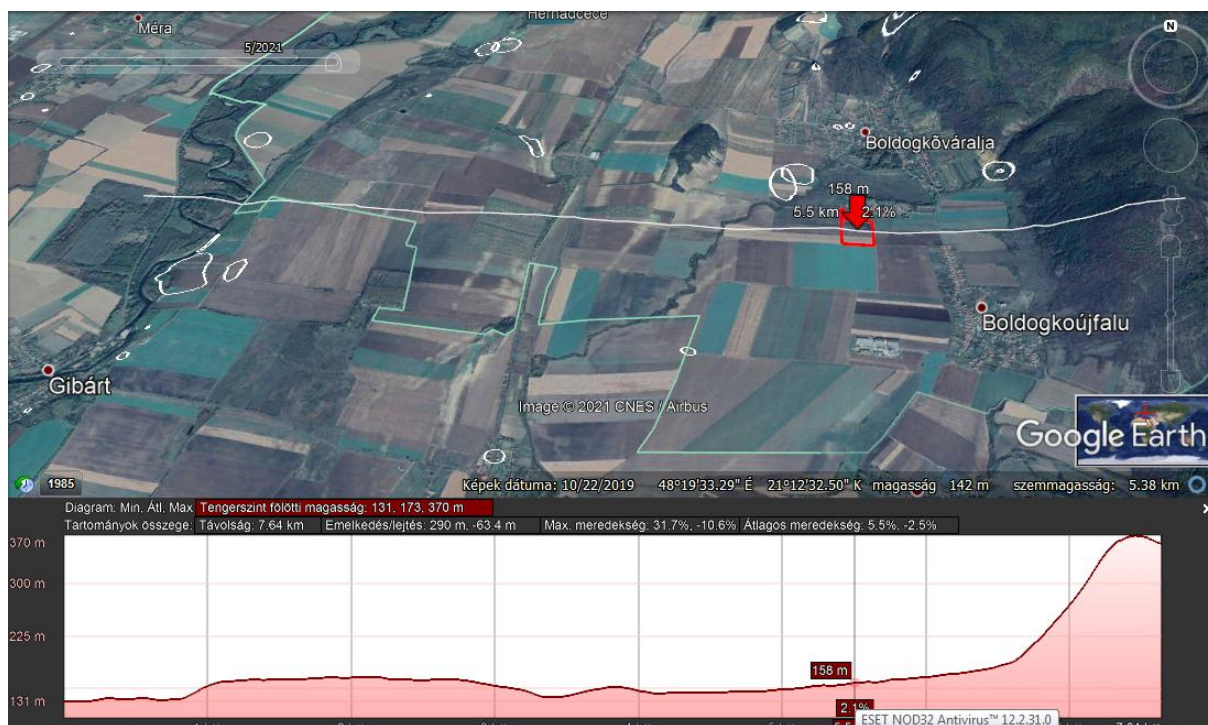 Hernádcéce
Méra
N
5/2021
Boldogkőváralja
158 m
5.5 km 2.1%
Boldogkoújfalu
Gibárt
Image © 2021 CNES / Airbus
Google Earth
1985
Képek dátuma: 10/22/2019 48°19'33.29" É 21°12'32.50" K magasság 142 m szemmagasság: 5.38 km
Diagram: Min, Átl, Max Tengerszint fölötti magasság: 131, 173, 370 m
Tartományok összege: Távolság: 7.64 km Emelkedés/lejtés: 290 m, -63.4 m Max. meredekség: 31.7%, -10.6% Átlagos meredekség: 5.5%, -2.5%
370 m
300 m
225 m
158 m
131 m
2.1%
ESET NOD32 Antivirus™ 12.2.31.0